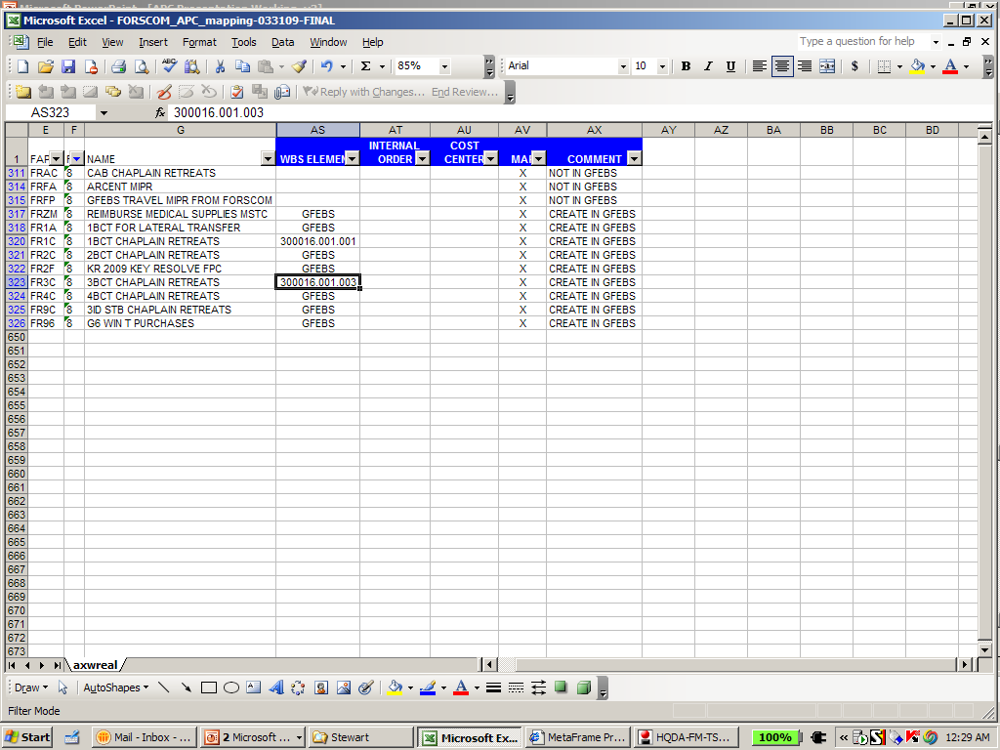 Microsoft PowerPoint - [APC Presentation Working v2]
Microsoft Excel - FORSCOM_APC_mapping-033109-FINAL
File Edit View Insert Format Tools Data Window Help Type a question for help
85% Arial 10 B I U $
Reply with Changes... End Review...
AS323 fx 300016.001.003
E F G AS AT AU AV AX AY AZ BA BB BC BD
INTERNAL COST
1 FAF F NAME WBS ELEMEN ORDER CENTER MAI COMMENT
311 FRAC 8 CAB CHAPLAIN RETREATS X NOT IN GFEBS
314 FRFA 8 ARCENT MIPR X NOT IN GFEBS
315 FRFP 8 GFEBS TRAVEL MIPR FROM FORSCOM X NOT IN GFEBS
317 FRZM 8 REIMBURSE MEDICAL SUPPLIES MSTC GFEBS X CREATE IN GFEBS
318 FR1A 8 1BCT FOR LATERAL TRANSFER GFEBS X CREATE IN GFEBS
320 FR1C 8 1BCT CHAPLAIN RETREATS 300016.001.001 X CREATE IN GFEBS
321 FR2C 8 2BCT CHAPLAIN RETREATS GFEBS X CREATE IN GFEBS
322 FR2F 8 KR 2009 KEY RESOLVE FPC GFEBS X CREATE IN GFEBS
323 FR3C 8 3BCT CHAPLAIN RETREATS 300016.001.003 X CREATE IN GFEBS
324 FR4C 8 4BCT CHAPLAIN RETREATS GFEBS X CREATE IN GFEBS
325 FR9C 8 3ID STB CHAPLAIN RETREATS GFEBS X CREATE IN GFEBS
326 FR96 8 G6 WIN T PURCHASES GFEBS X CREATE IN GFEBS
650
651
652
653
654
655
656
657
658
659
660
661
662
663
664
665
666
667
668
669
670
671
672
673
axwreal
Draw AutoShapes
Filter Mode
Start Mail - Inbox - ... 2 Microsoft ... Stewart Microsoft Ex... MetaFrame Pr... HQDA-FM-TS... 100% 12:29 AM